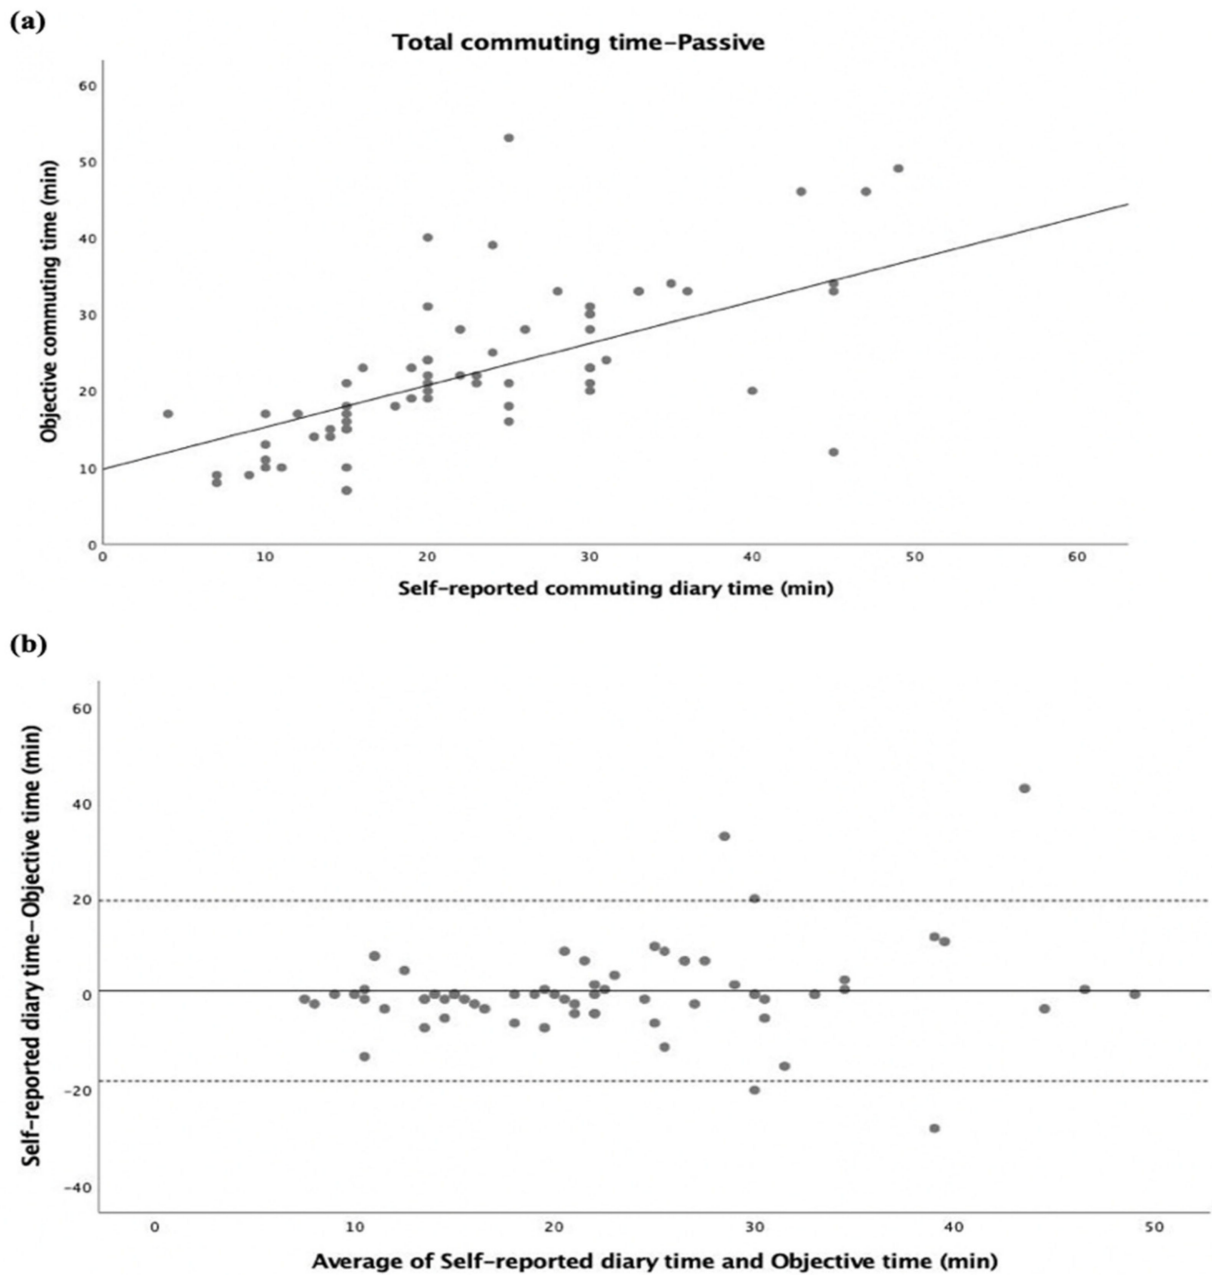 (a)
Total commuting time–Passive
60
50
40
30
20
10
0
Objective commuting time (min)
0 10 20 30 40 50 60
Self-reported commuting diary time (min)
(b)
60
40
20
0
-20
-40
Self-reported diary time–Objective time (min)
0 10 20 30 40 50
Average of Self-reported diary time and Objective time (min)